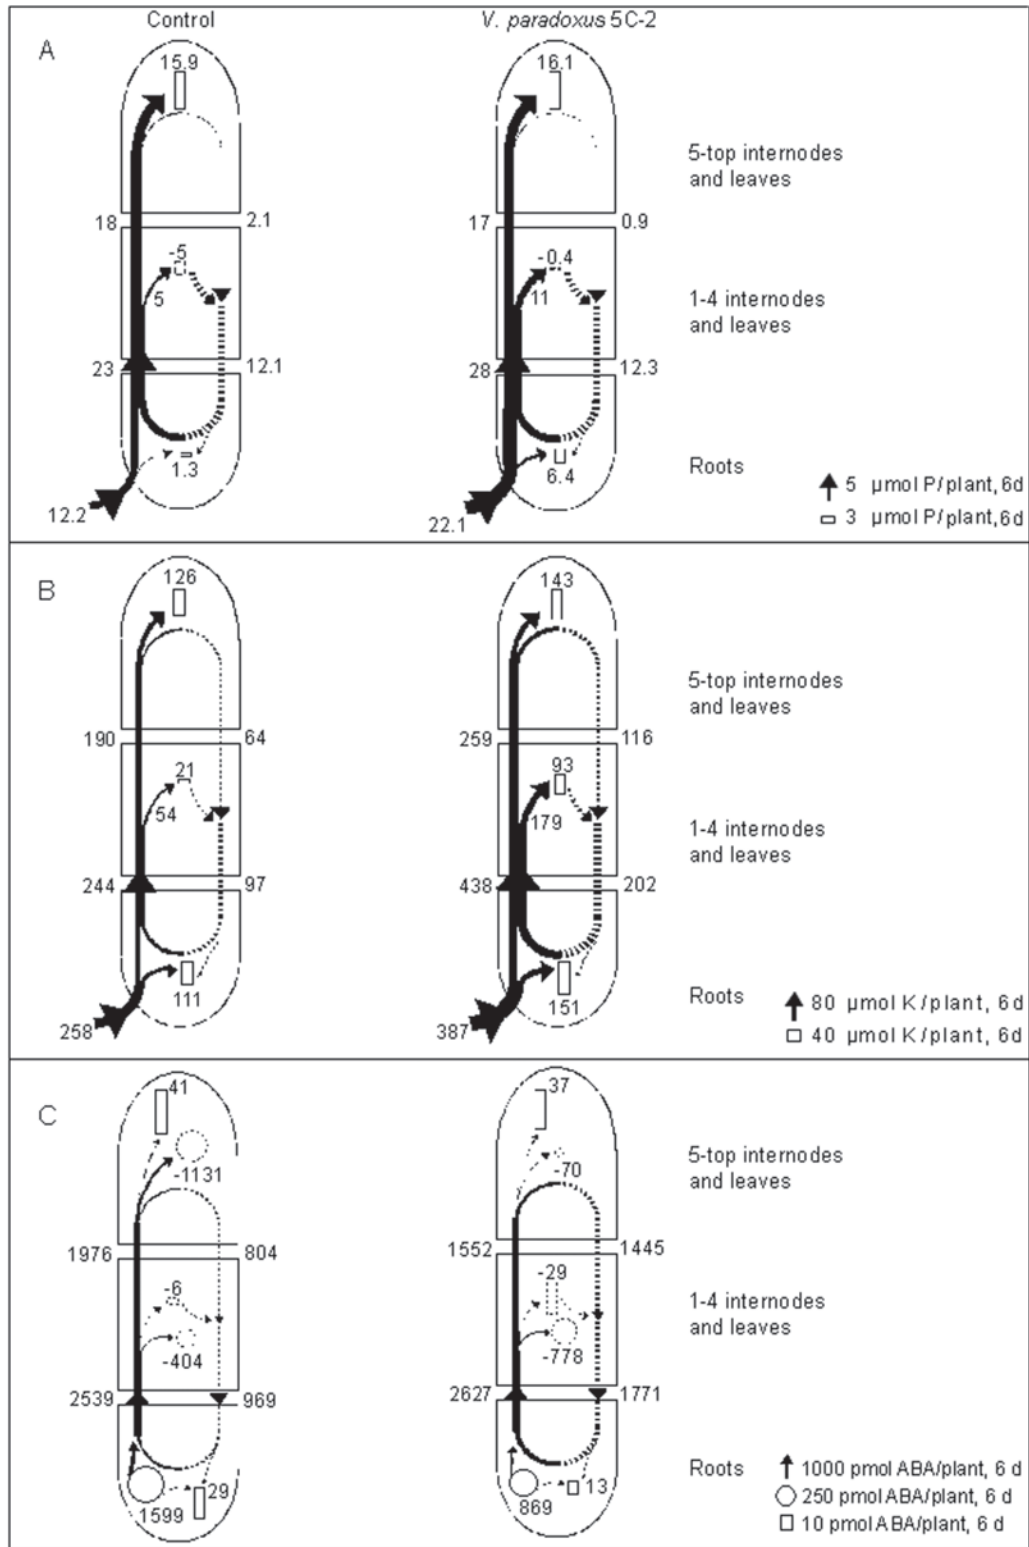 Control
V. paradoxus 5C-2
A
15.9
16.1
5-top internodes
and leaves
18
2.1
17
0.9
-5
-0.4
5
11
1-4 internodes
and leaves
23
12.1
28
12.3
1.3
6.4
Roots
12.2
22.1
5 µmol P/plant, 6d
3 µmol P/plant, 6d
B
126
143
5-top internodes
and leaves
190
64
259
116
21
93
54
179
1-4 internodes
and leaves
244
97
438
202
111
151
Roots
258
387
80 µmol K/plant, 6d
40 µmol K/plant, 6d
C
41
37
-1131
-70
5-top internodes
and leaves
1976
804
1552
1445
-6
-29
-404
-778
1-4 internodes
and leaves
2539
969
2627
1771
29
13
1599
869
Roots
1000 pmol ABA/plant, 6 d
250 pmol ABA/plant, 6 d
10 pmol ABA/plant, 6 d